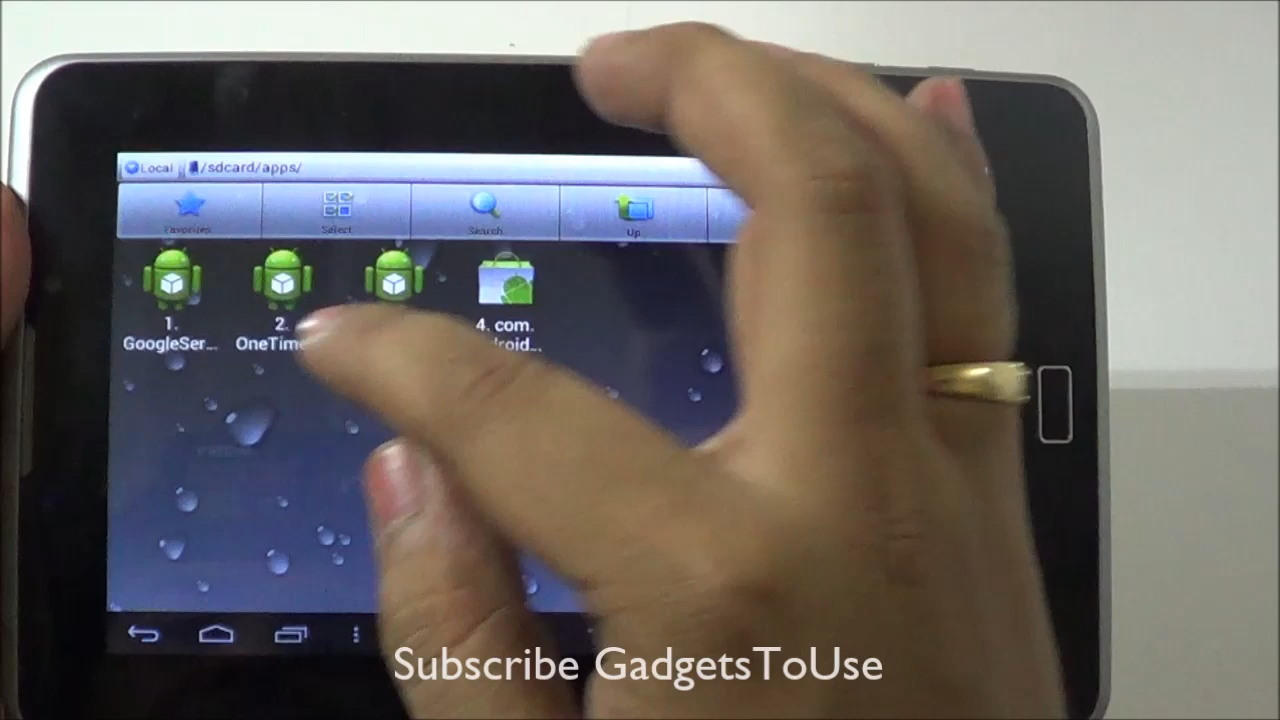 Local /sdcard/apps/
Favorites Select Search Up
1. 2. 4. com.
GoogleSer... OneTime
Subscribe GadgetsToUse